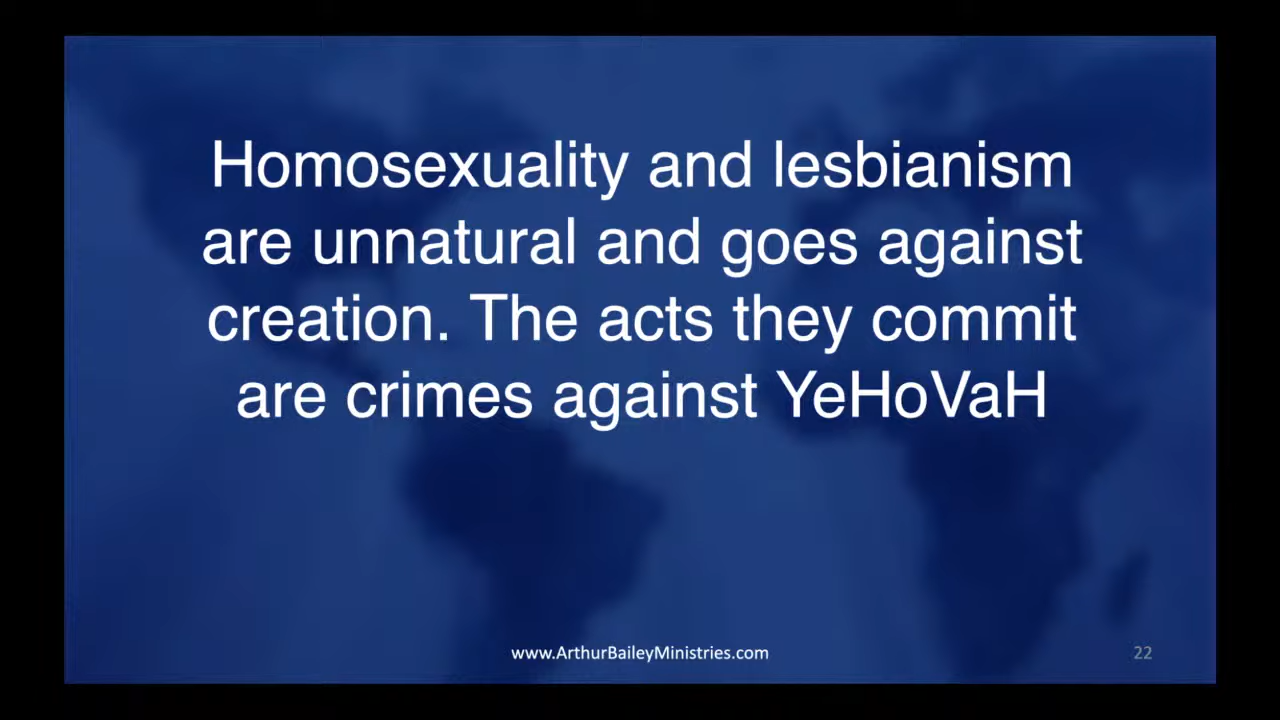 Homosexuality and lesbianism
are unnatural and goes against
creation. The acts they commit
are crimes against YeHoVaH
www.ArthurBaileyMinistries.com
22